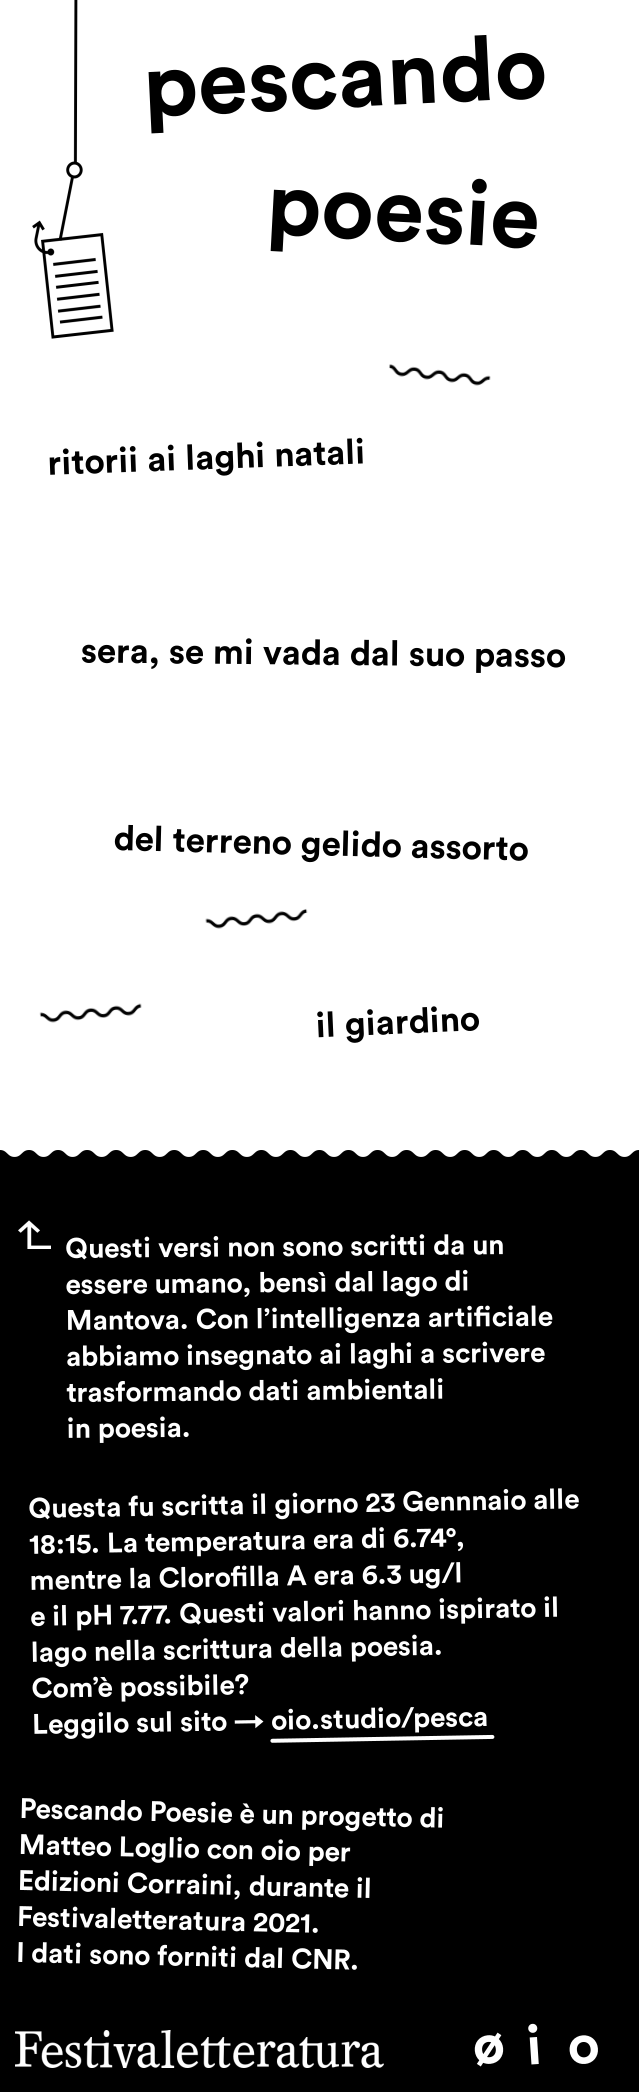 pescando
poesie
ritorii ai laghi natali
sera, se mi vada dal suo passo
del terreno gelido assorto
il giardino
Questi versi non sono scritti da un
essere umano, bensì dal lago di
Mantova. Con l’intelligenza artificiale
abbiamo insegnato ai laghi a scrivere
trasformando dati ambientali
in poesia.
Questa fu scritta il giorno 23 Gennnaio alle
18:15. La temperatura era di 6.74°,
mentre la Clorofilla A era 6.3 ug/l
e il pH 7.77. Questi valori hanno ispirato il
lago nella scrittura della poesia.
Com’è possibile?
Leggilo sul sito → oio.studio/pesca
Pescando Poesie è un progetto di
Matteo Loglio con oio per
Edizioni Corraini, durante il
Festivaletteratura 2021.
I dati sono forniti dal CNR.
Festivaletteratura ø i o